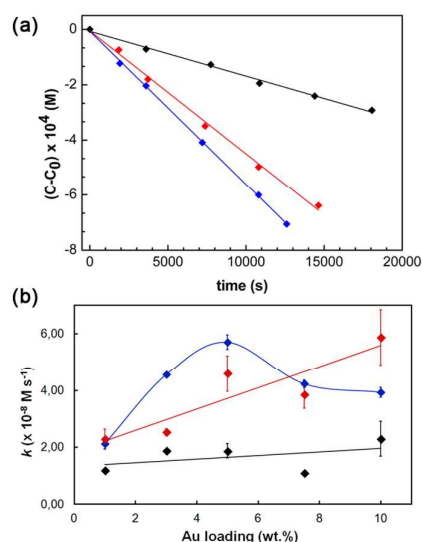 (a)
0
-2
-4
-6
-8
(C-C0) x 10^4 (M)
0 5000 10000 15000 20000
time (s)
(b)
6,00
4,00
2,00
0,00
k (x 10^-8 M s^-1)
0 2 4 6 8 10
Au loading (wt.%)